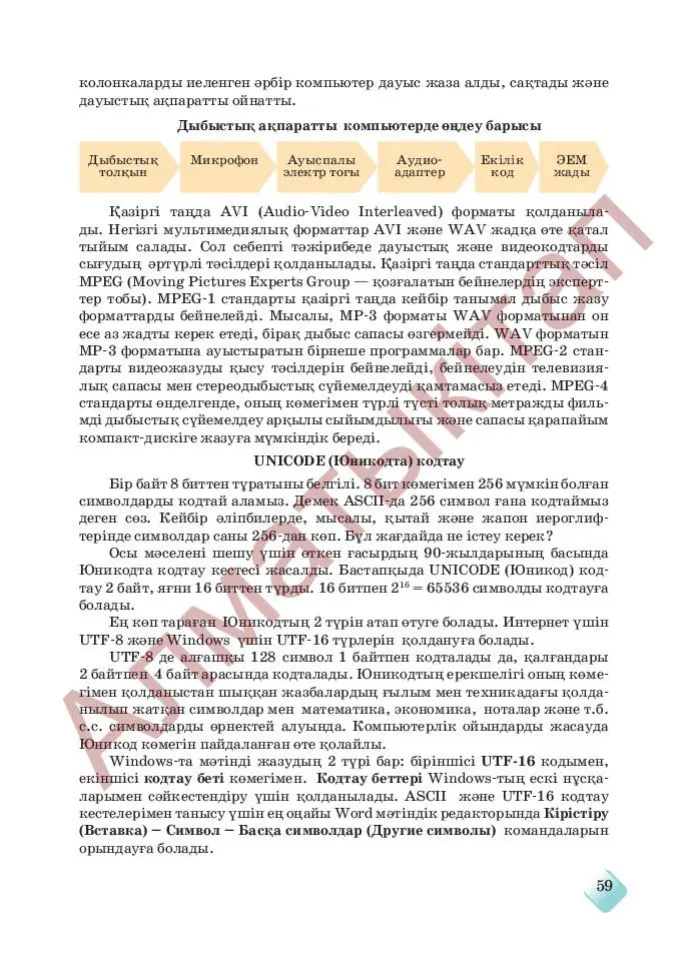 колонкаларды иеленген әрбір компьютер дауыс жаза алды, сақтады және
дауыстық ақпаратты ойнатты.
Дыбыстық ақпаратты компьютерде өңдеу барысы
Дыбыстық толқын
Микрофон
Ауыспалы электр тогы
Аудио-адаптер
Екілік код
ЭЕМ жады
Қазіргі таңда AVI (Audio-Video Interleaved) форматы қолданыла-
ды. Негізгі мультимедиялық форматтар AVI және WAV жадқа өте қатал
тыйым салады. Сол себепті тәжірибеде дауыстық және видеокодтарды
сығудың әртүрлі тәсілдері қолданылады. Қазіргі таңда стандарттық тәсіл
MPEG (Moving Pictures Experts Group — қозғалатын бейнелердің эксперт-
тер тобы). MPEG-1 стандарты қазіргі таңда кейбір танымал дыбыс жазу
форматтарды бейнелейді. Мысалы, MP-3 форматы WAV форматынан он
есе аз жадты керек етеді, бірақ дыбыс сапасы өзгермейді. WAV форматын
MP-3 форматына ауыстыратын бірнеше программалар бар. MPEG-2 стан-
дарты видеожазуды қысу тәсілдерін бейнелейді, бейнелеудін телевизия-
лық сапасы мен стереодыбыстық сүйемелдеуді қамтамасыз етеді. MPEG-4
стандарты өнделгенде, оның көмегімен түрлі түсті толық метражды филь-
мді дыбыстық сүйемелдеу арқылы сыйымдылығы және сапасы қарапайым
компакт-дискіге жазуға мүмкіндік береді.
UNICODE (Юникодта) кодтау
Бір байт 8 биттен тұратыны белгілі. 8 бит көмегімен 256 мүмкін болған
символдарды кодтай аламыз. Демек ASCII-да 256 символ ғана кодтаймыз
деген сөз. Кейбір әліпбилерде, мысалы, қытай және жапон иероглиф-
терінде символдар саны 256-дан көп. Бұл жағдайда не істеу керек?
Осы мәселені шешу үшін өткен ғасырдың 90-жылдарының басында
Юникодта кодтау кестесі жасалды. Бастапқыда UNICODE (Юникод) код-
тау 2 байт, яғни 16 биттен турды. 16 битпен 2¹⁶ = 65536 символды кодтауға
болады.
Ең көп тараған Юникодтың 2 түрін атап өтуге болады. Интернет үшін
UTF-8 және Windows үшін UTF-16 түрлерін қолдануға болады.
UTF-8 де алғашқы 128 символ 1 байтпен кодталады да, қалғандары
2 байтпен 4 байт арасында кодталады. Юникодтың ерекшелігі оның көме-
гімен қолданыстан шыққан жазбалардың ғылым мен техникадағы қолда-
нылып жатқан символдар мен математика, экономика, ноталар және т.б.
с.с. символдарды өрнектей алуында. Компьютерлік ойындарды жасауда
Юникод көмегін пайдаланған өте қолайлы.
Windows-та мәтінді жазудың 2 түрі бар: біріншісі UTF-16 кодымен,
екіншісі кодтау беті көмегімен. Кодтау беттері Windows-тың ескі нұсқа-
ларымен сәйкестендіру үшін қолданылады. ASCII және UTF-16 кодтау
кестелерімен танысу үшін ең оңайы Word мәтіндік редакторында Кірістіру
(Вставка) – Символ – Басқа символдар (Другие символы) командаларын
орындауға болады.
59
Алматыкітап